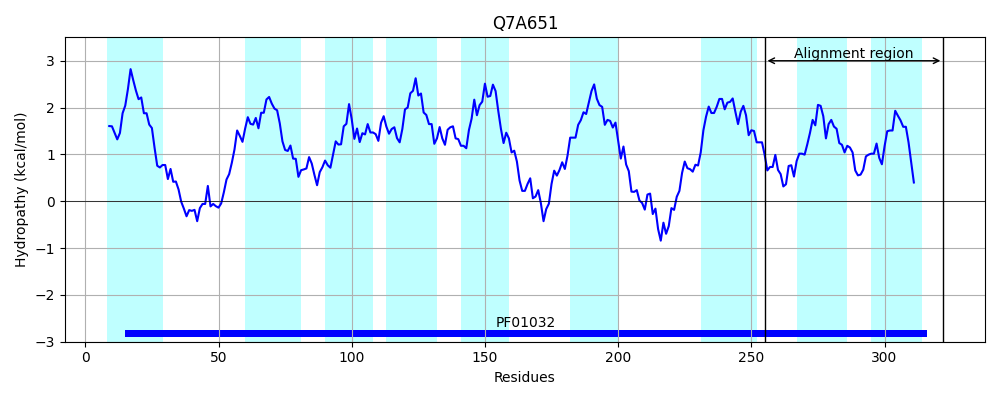 Q7A651
Hydropathy (kcal/mol)
3
2
1
0
−1
−2
−3
Alignment region
PF01032
0 50 100 150 200 250 300
Residues